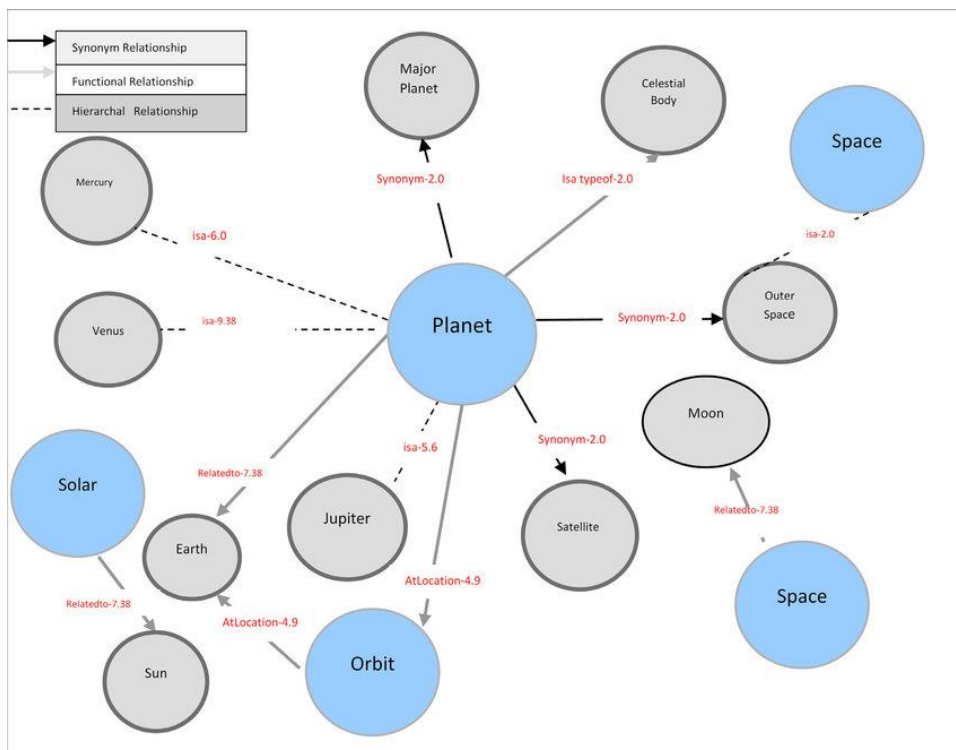 Synonym Relationship
Functional Relationship
Hierarchal Relationship
Major
Planet
Celestial
Body
Space
Mercury
Synonym-2.0
Isa typeof-2.0
isa-6.0
isa-2.0
Venus
isa-9.38
Planet
Synonym-2.0
Outer
Space
Moon
isa-5.6
Synonym-2.0
Relatedto-7.38
Solar
Jupiter
Satellite
Relatedto-7.38
Earth
AtLocation-4.9
Relatedto-7.38
Space
AtLocation-4.9
Sun
Orbit